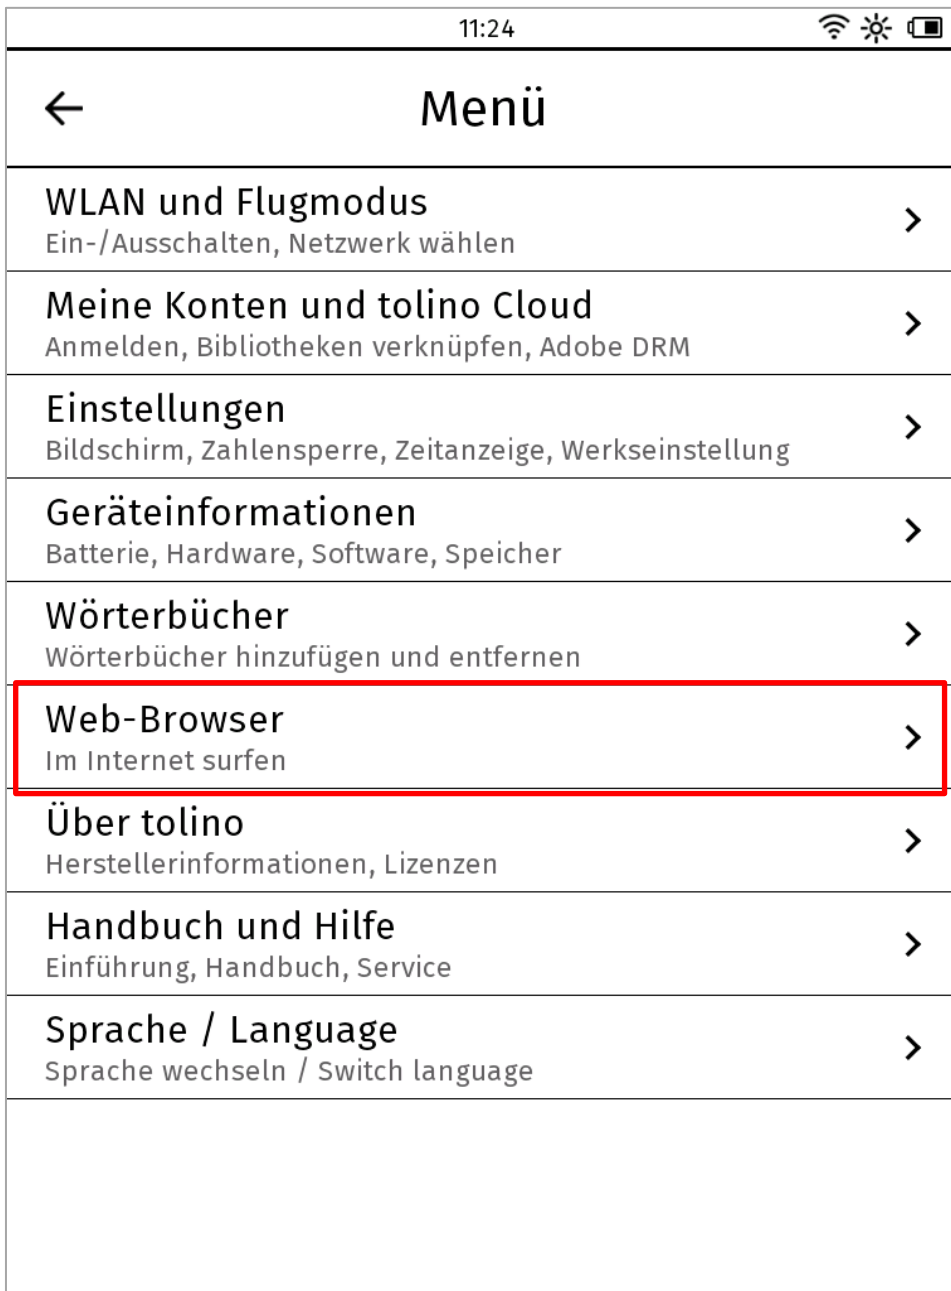 11:24
Menü
WLAN und Flugmodus
Ein-/Ausschalten, Netzwerk wählen
Meine Konten und tolino Cloud
Anmelden, Bibliotheken verknüpfen, Adobe DRM
Einstellungen
Bildschirm, Zahlensperre, Zeitanzeige, Werkseinstellung
Geräteinformationen
Batterie, Hardware, Software, Speicher
Wörterbücher
Wörterbücher hinzufügen und entfernen
Web-Browser
Im Internet surfen
Über tolino
Herstellerinformationen, Lizenzen
Handbuch und Hilfe
Einführung, Handbuch, Service
Sprache / Language
Sprache wechseln / Switch language